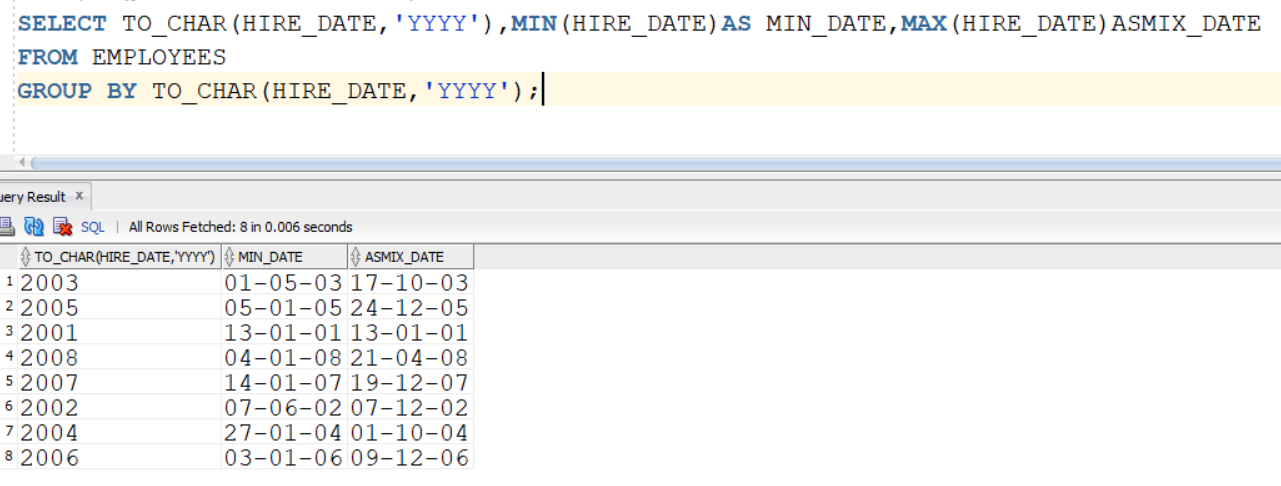 SELECT TO_CHAR(HIRE_DATE,'YYYY'),MIN(HIRE_DATE)AS MIN_DATE,MAX(HIRE_DATE)ASMIX_DATE
FROM EMPLOYEES
GROUP BY TO_CHAR(HIRE_DATE,'YYYY');
uery Result x
SQL | All Rows Fetched: 8 in 0.006 seconds
TO_CHAR(HIRE_DATE,'YYYY') MIN_DATE ASMIX_DATE
1 2003 01-05-03 17-10-03
2 2005 05-01-05 24-12-05
3 2001 13-01-01 13-01-01
4 2008 04-01-08 21-04-08
5 2007 14-01-07 19-12-07
6 2002 07-06-02 07-12-02
7 2004 27-01-04 01-10-04
8 2006 03-01-06 09-12-06